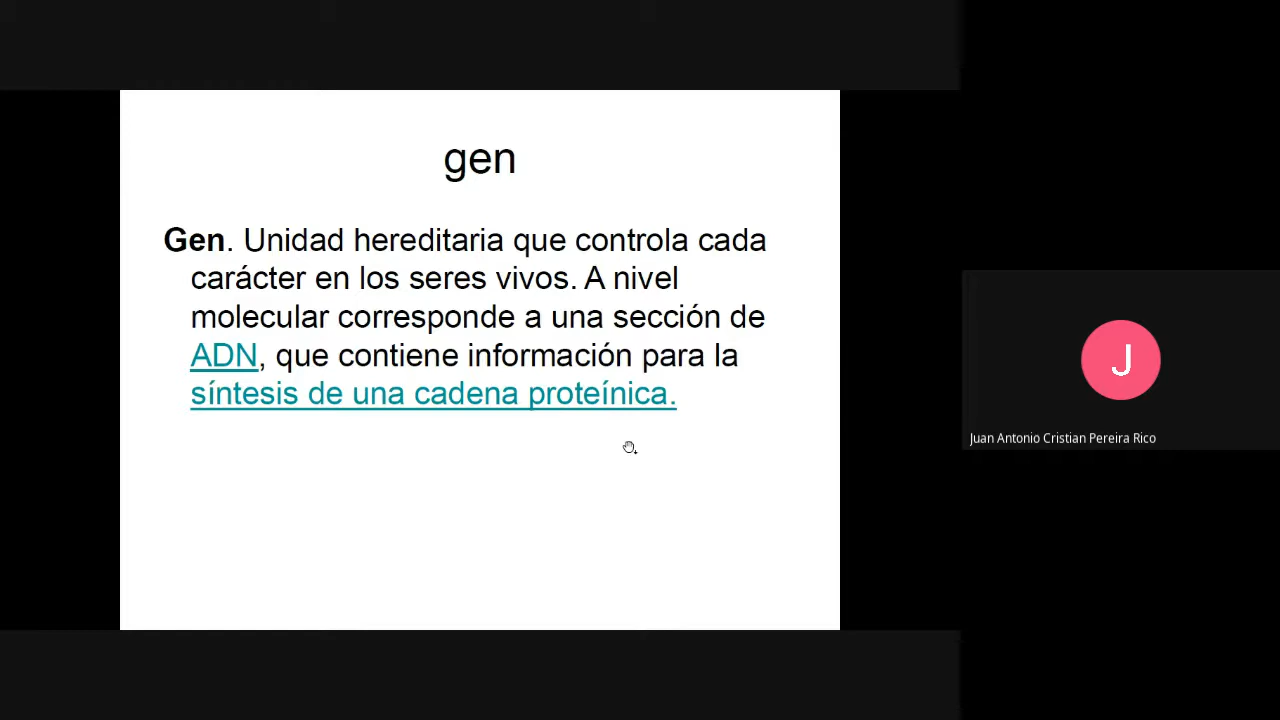 gen
Gen. Unidad hereditaria que controla cada
carácter en los seres vivos. A nivel
molecular corresponde a una sección de
ADN, que contiene información para la
síntesis de una cadena proteínica.
J
Juan Antonio Cristian Pereira Rico